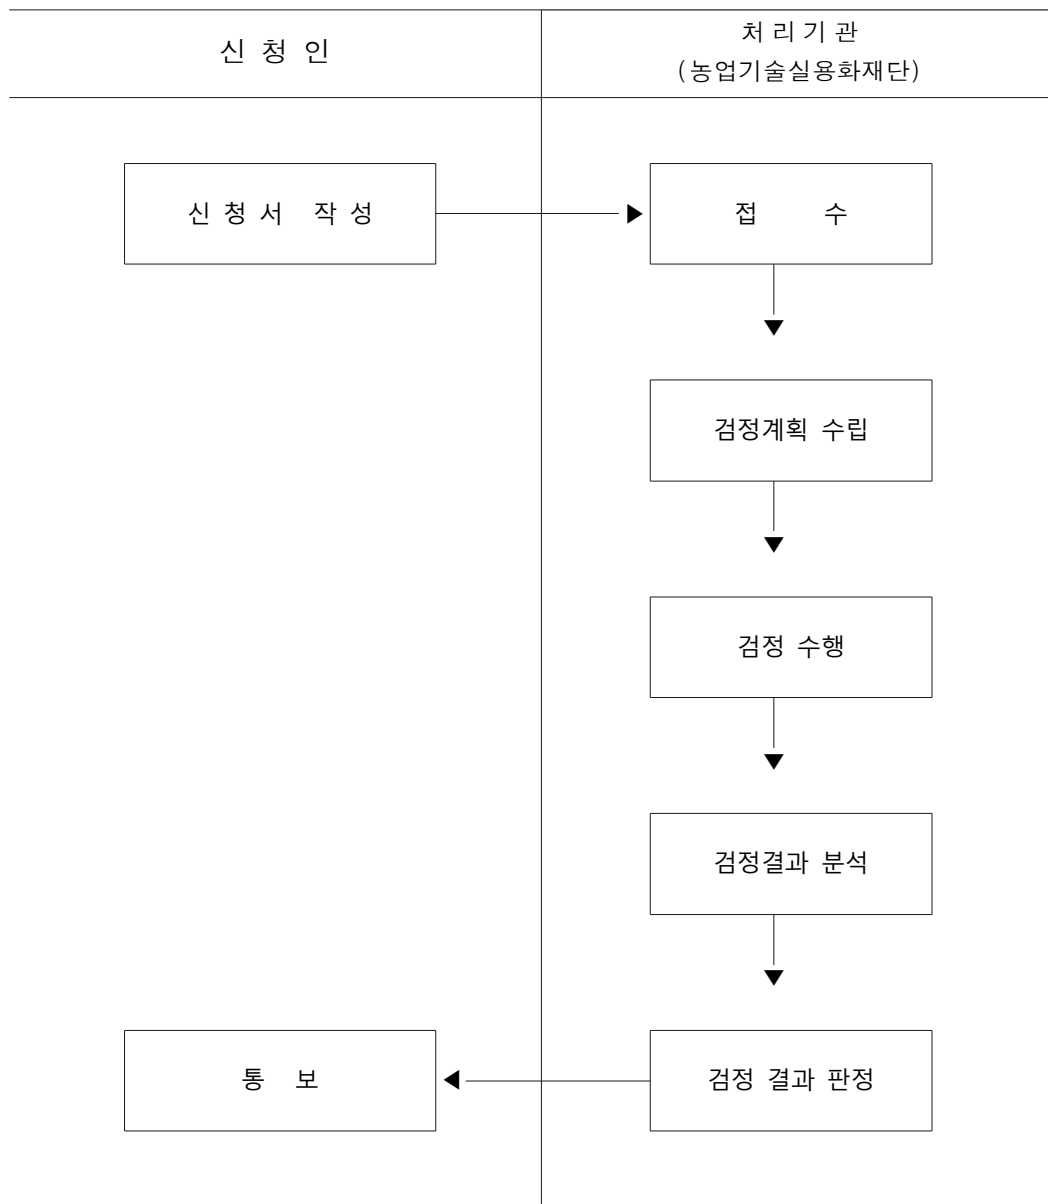 신 청 인
처 리 기 관
(농업기술실용화재단)
신 청 서 작 성
접 수
검정계획 수립
검정 수행
검정결과 분석
통 보
검정 결과 판정